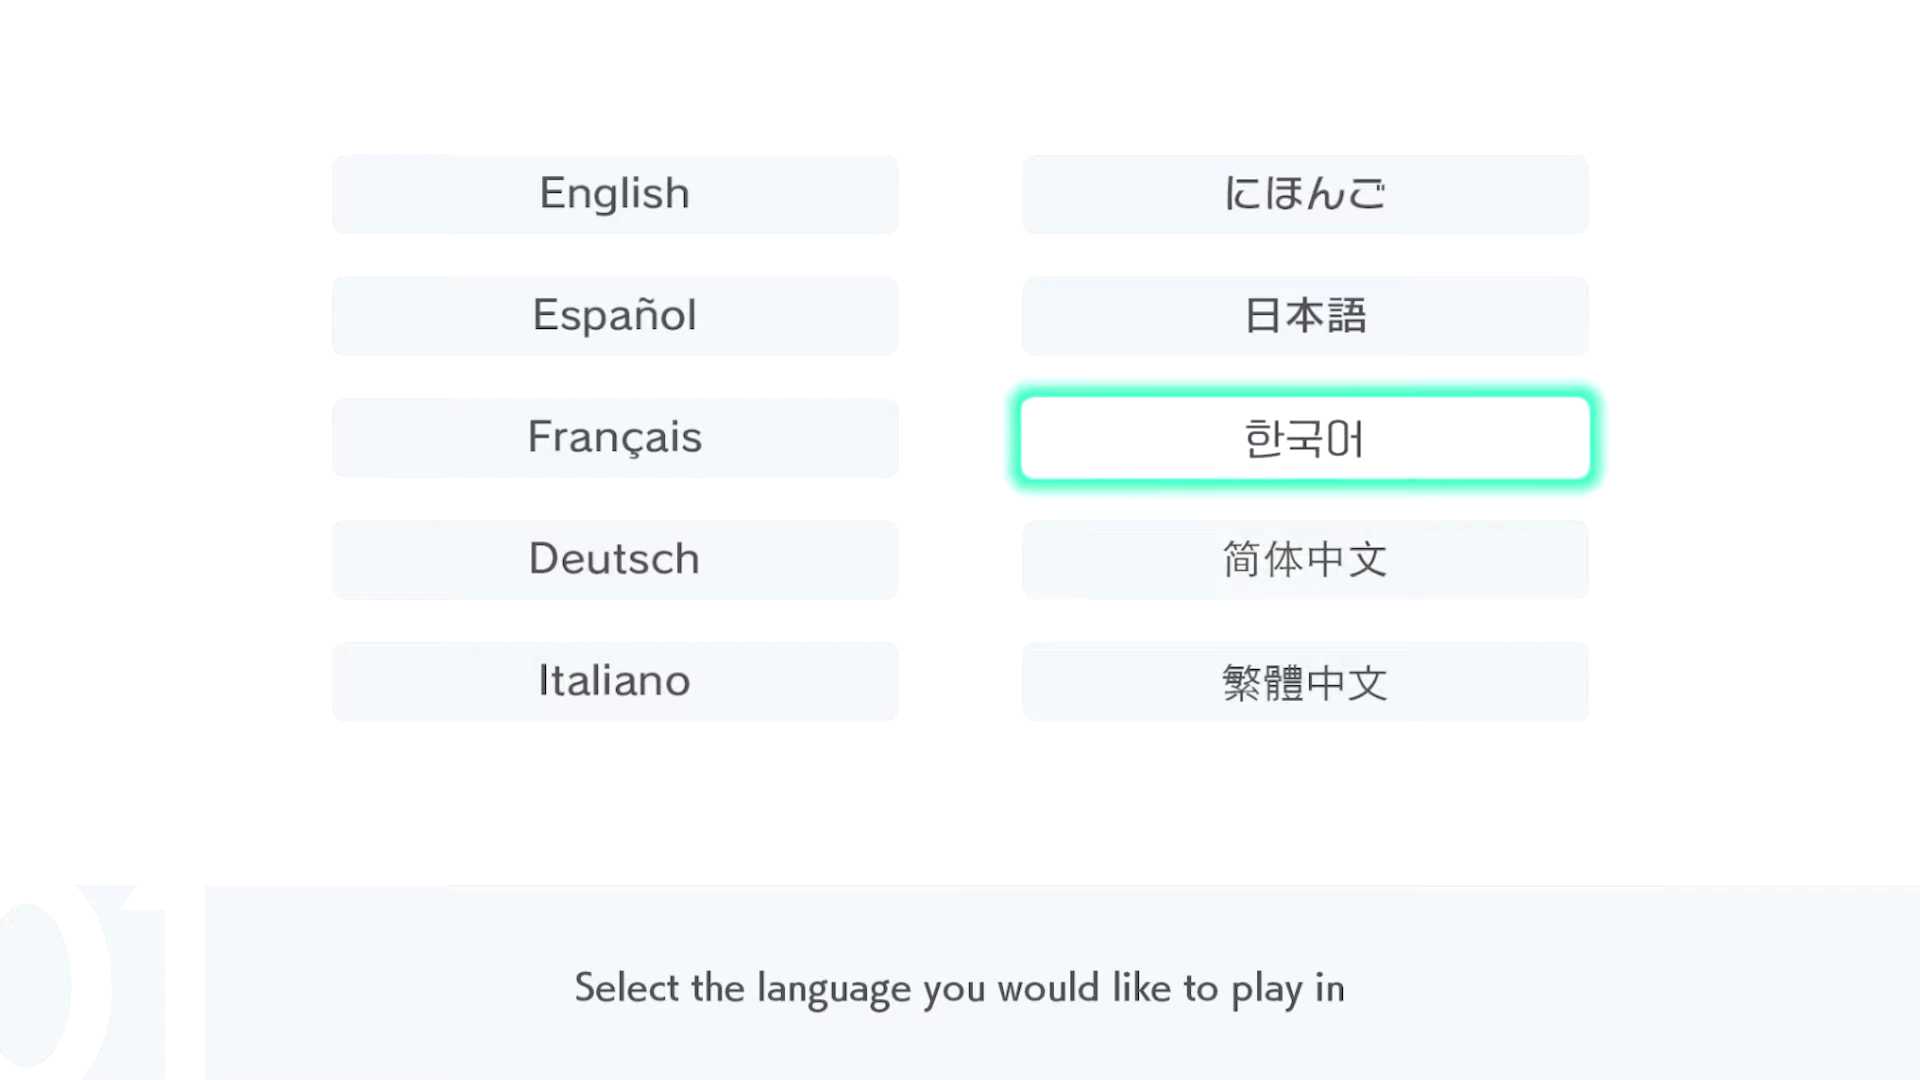 English
Español
Français
Deutsch
Italiano
にほんご
日本語
한국어
简体中文
繁體中文
01
Select the language you would like to play in